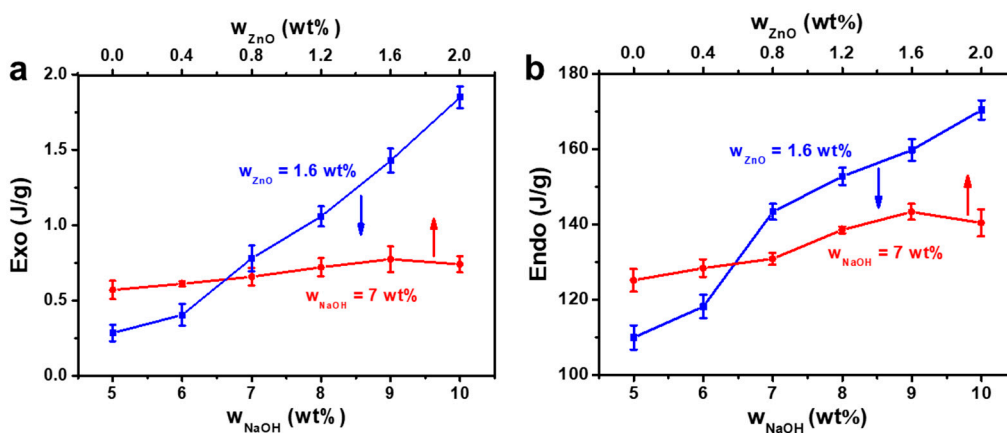 a
w_ZnO (wt%)
0.0 0.4 0.8 1.2 1.6 2.0
Exo (J/g)
2.0
1.5
1.0
0.5
0.0
w_ZnO = 1.6 wt%
w_NaOH = 7 wt%
5 6 7 8 9 10
w_NaOH (wt%)
b
w_ZnO (wt%)
0.0 0.4 0.8 1.2 1.6 2.0
Endo (J/g)
180
160
140
120
100
w_ZnO = 1.6 wt%
w_NaOH = 7 wt%
5 6 7 8 9 10
w_NaOH (wt%)